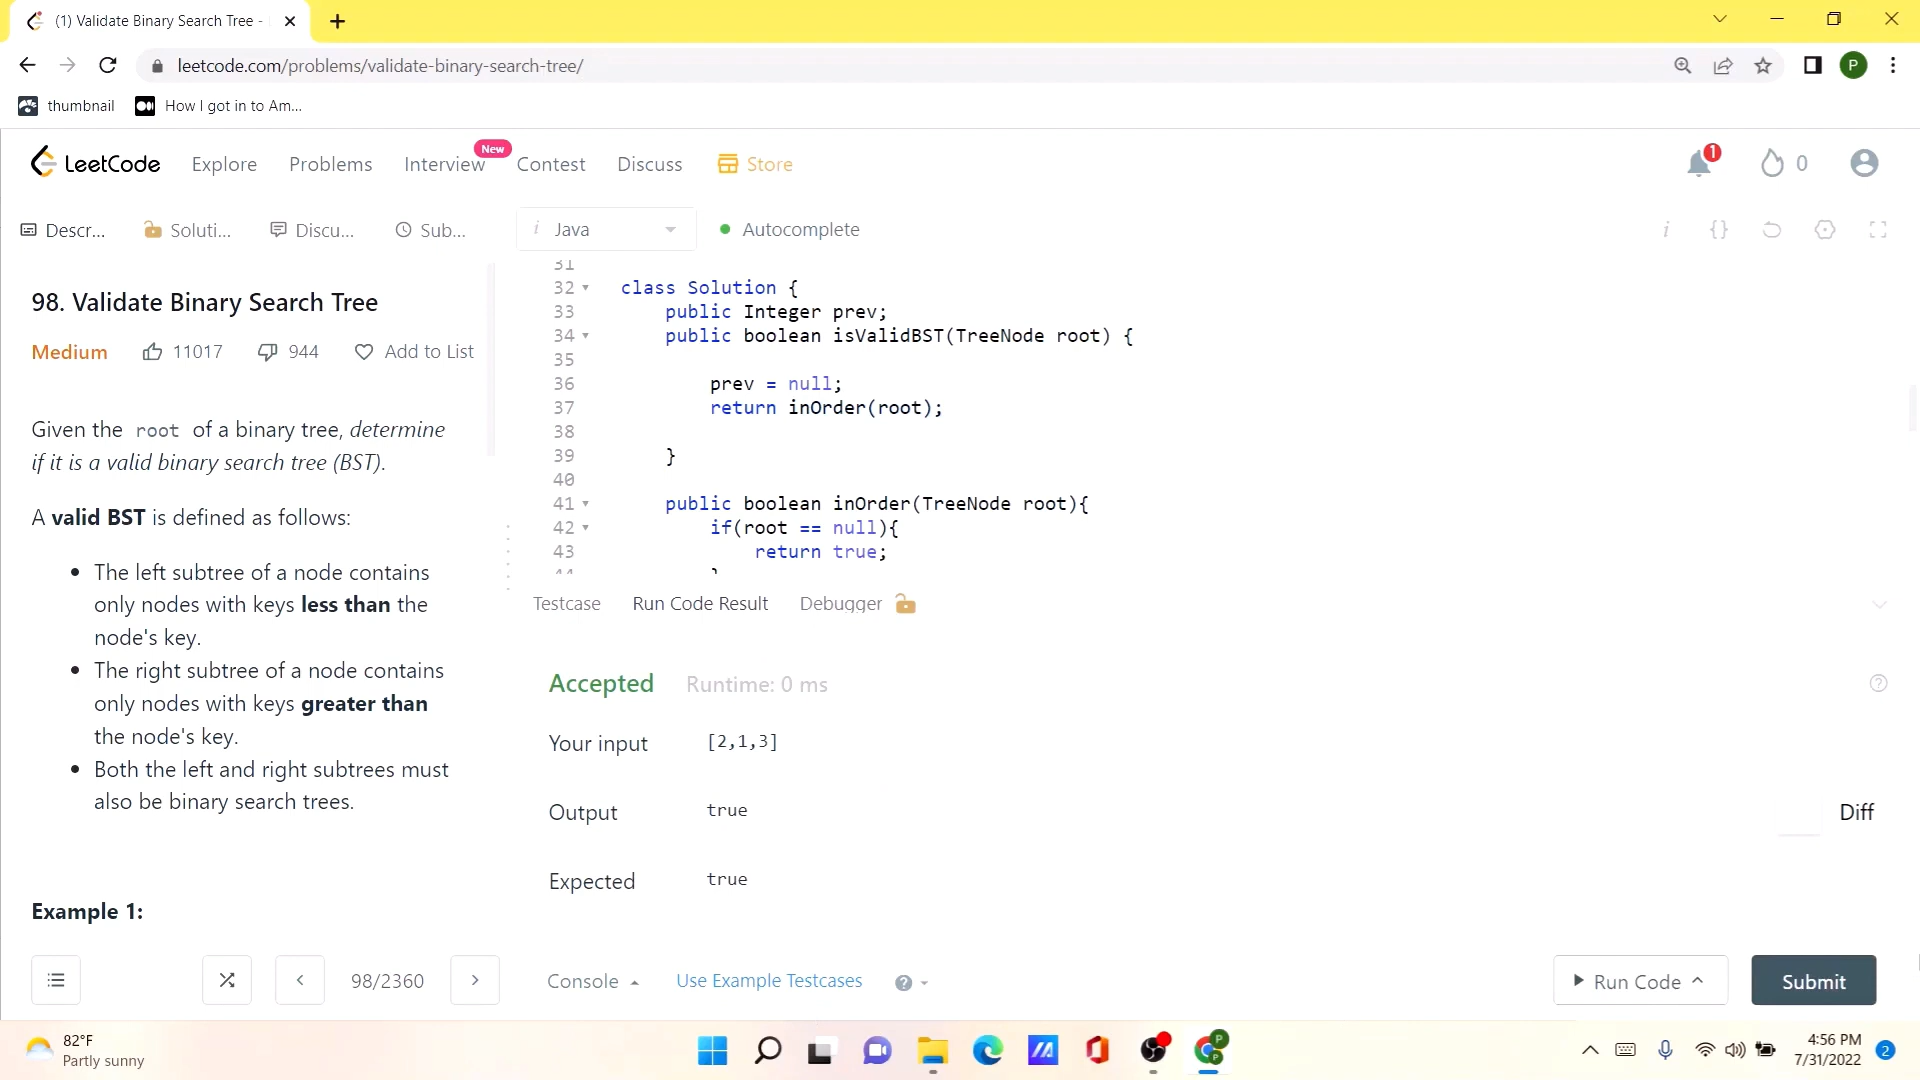 (1) Validate Binary Search Tree -
leetcode.com/problems/validate-binary-search-tree/
P
thumbnail
How I got in to Am...
LeetCode
Explore
Problems
Interview
New
Contest
Discuss
Store
1
0
Descr...
Soluti...
Discu...
Sub...
i Java
Autocomplete
i {}
98. Validate Binary Search Tree
Medium 11017 944 Add to List
Given the root of a binary tree, determine
if it is a valid binary search tree (BST).
A valid BST is defined as follows:
• The left subtree of a node contains
only nodes with keys less than the
node's key.
• The right subtree of a node contains
only nodes with keys greater than
the node's key.
• Both the left and right subtrees must
also be binary search trees.
Example 1:
31
32 class Solution {
33 public Integer prev;
34 public boolean isValidBST(TreeNode root) {
35
36 prev = null;
37 return inOrder(root);
38
39 }
40
41 public boolean inOrder(TreeNode root){
42 if(root == null){
43 return true;
Testcase Run Code Result Debugger
Accepted Runtime: 0 ms
Your input [2,1,3]
Output true
Diff
Expected true
98/2360
Console
Use Example Testcases
?
Run Code
Submit
82°F
Partly sunny
4:56 PM
7/31/2022
2